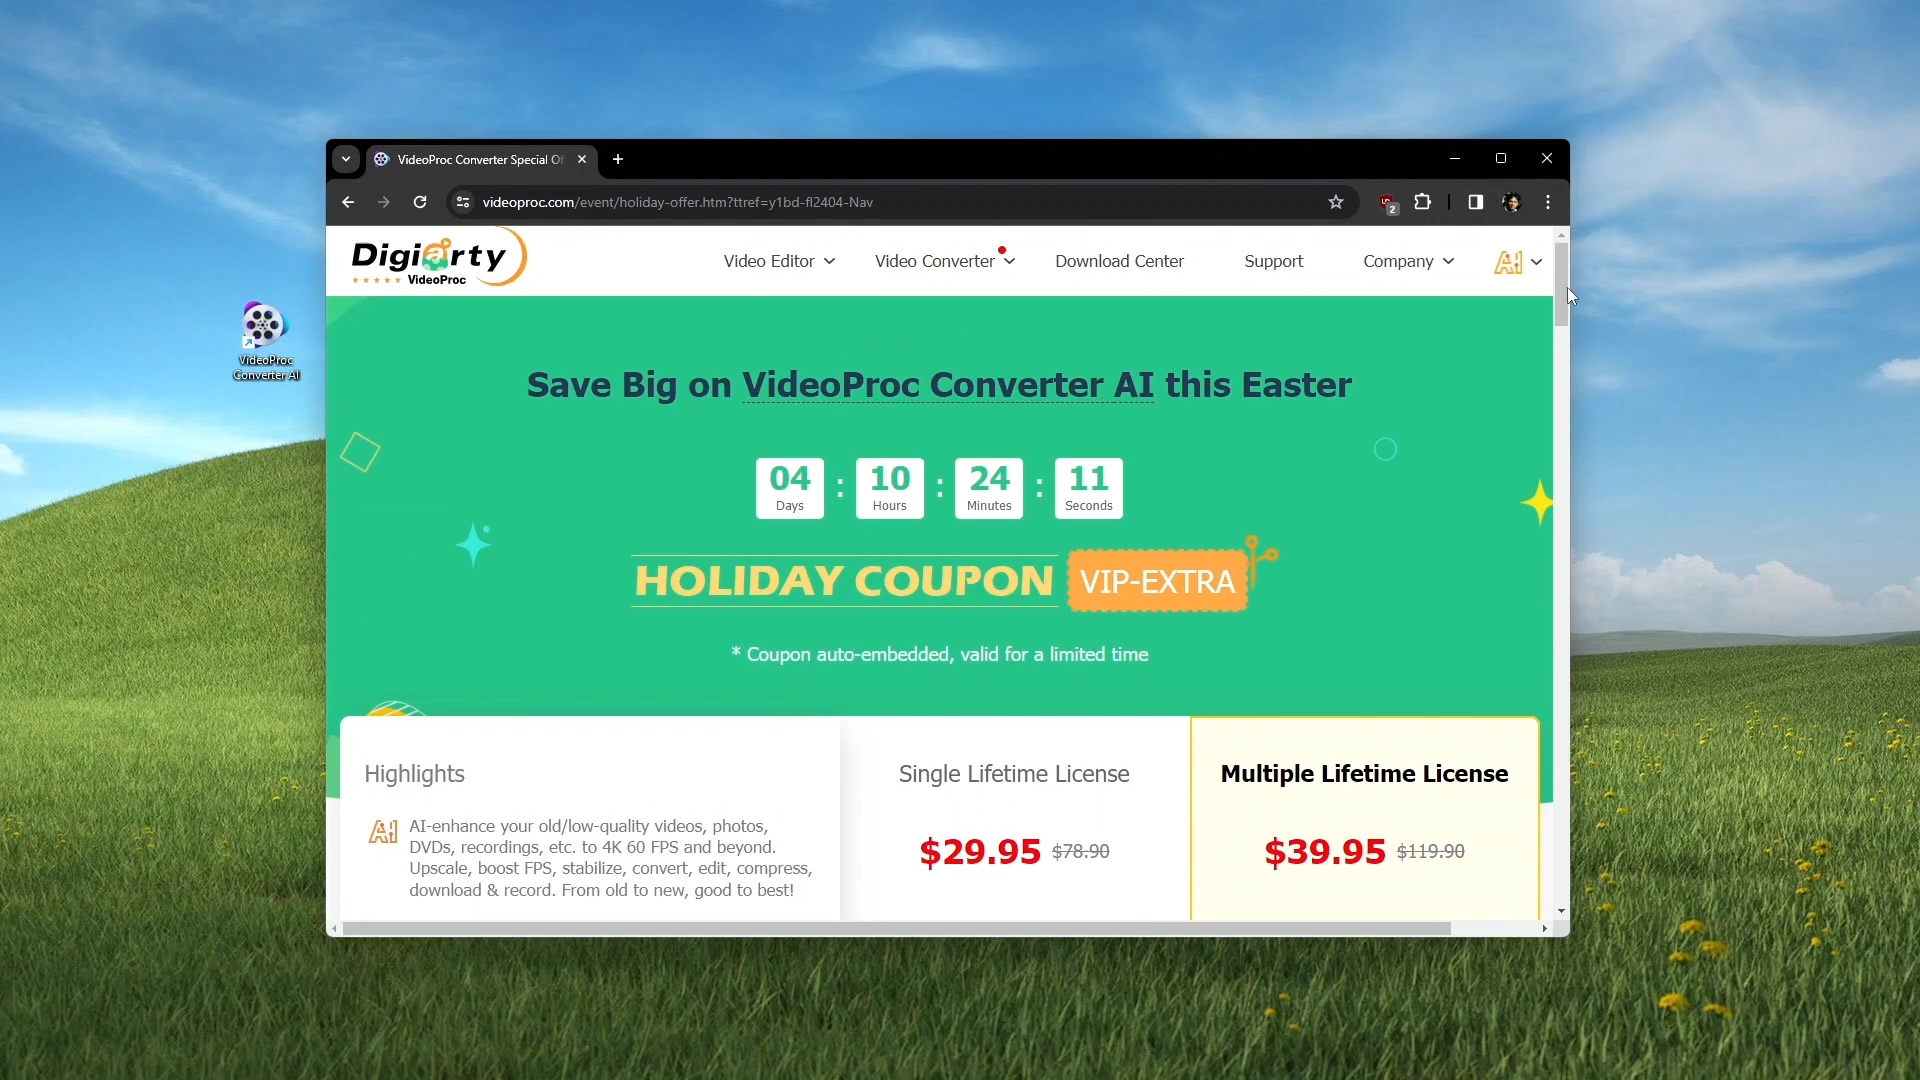 VideoProc Converter Special Of
videoproc.com/event/holiday-offer.htm?ttref=y1bd-fl2404-Nav
2
Digiarty
VideoProc
Video Editor
Video Converter
Download Center
Support
Company
AI
VideoProc
Converter AI
Save Big on VideoProc Converter AI this Easter
04 : 10 : 24 : 11
Days Hours Minutes Seconds
HOLIDAY COUPON VIP-EXTRA
* Coupon auto-embedded, valid for a limited time
Highlights
AI
AI-enhance your old/low-quality videos, photos,
DVDs, recordings, etc. to 4K 60 FPS and beyond.
Upscale, boost FPS, stabilize, convert, edit, compress,
download & record. From old to new, good to best!
Single Lifetime License
$29.95 $78.90
Multiple Lifetime License
$39.95 $119.90